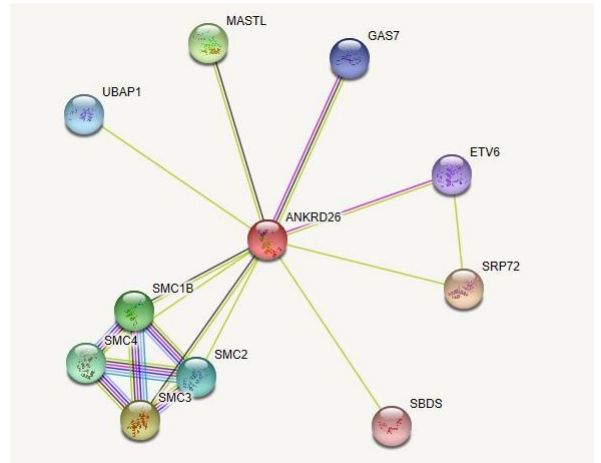 MASTL
GAS7
UBAP1
ETV6
ANKRD26
SRP72
SMC1B
SMC4
SMC2
SMC3
SBDS